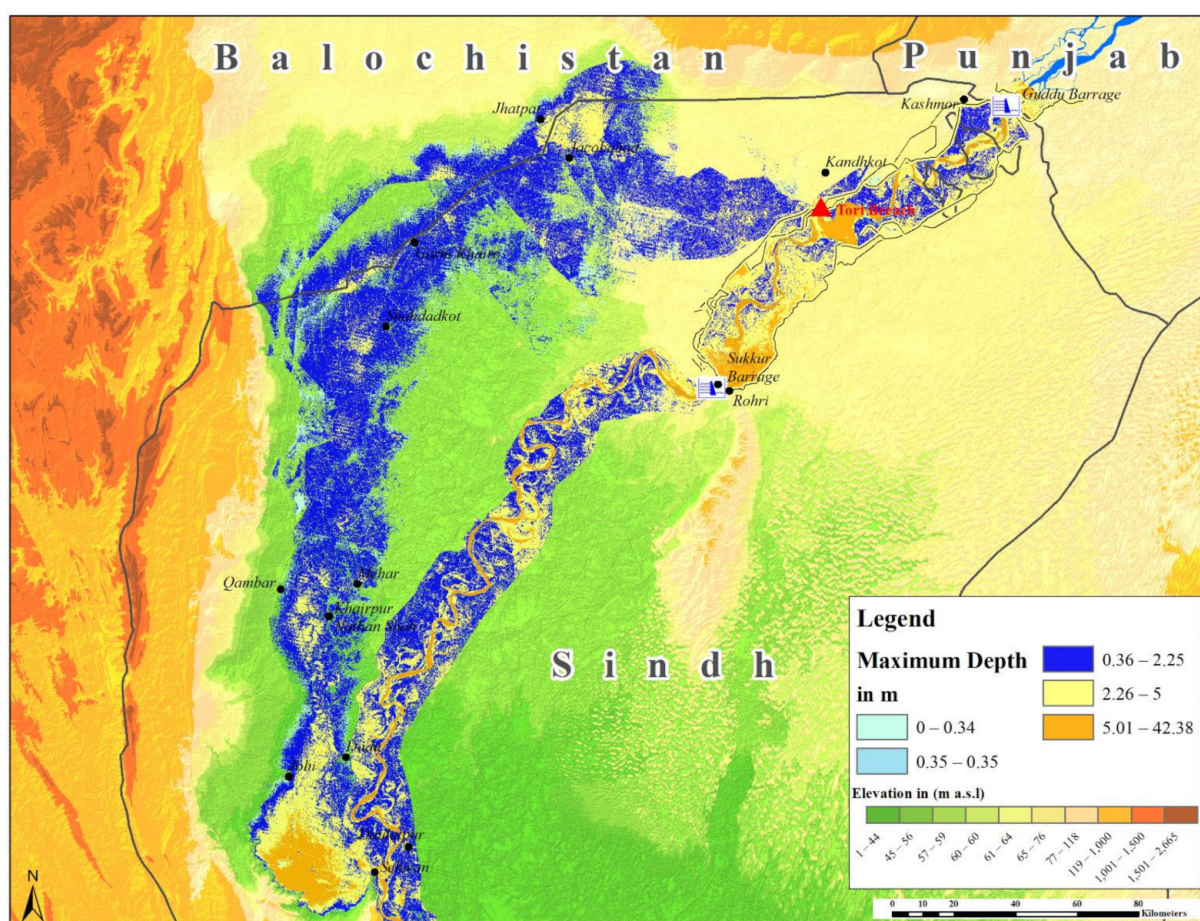 B a l o c h i s t a n
P u n j a b
Guddu Barrage
Kashmor
Jhatpat
Jacobabad
Kandhkot
Tori Breach
Garhi Khairo
Shahdadkot
Sukkur
Barrage
Rohri
Mehar
Qambar
Khairpur
Nathan Shah
S i n d h
Dadu
Johi
Sehwan
Legend
Maximum Depth
in m
0 – 0.34
0.35 – 0.35
0.36 – 2.25
2.26 – 5
5.01 – 42.38
Elevation in (m a.s.l)
1 – 44
45 – 56
57 – 59
60 – 60
61 – 64
65 – 76
77 – 118
119 – 1,000
1,001 – 1,500
1,501 – 2,665
N
0 10 20 40 60 80
Kilometers